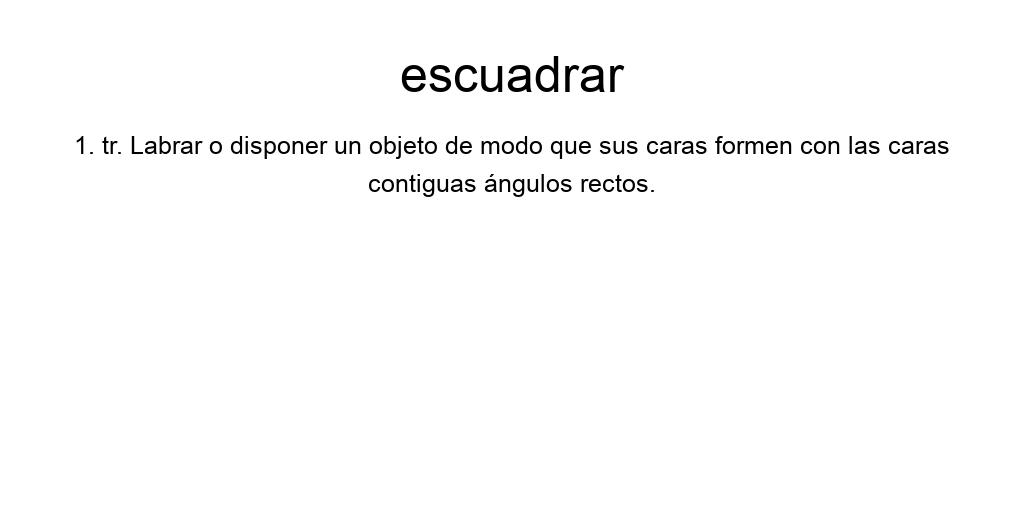 escuadrar
1. tr. Labrar o disponer un objeto de modo que sus caras formen con las caras
contiguas ángulos rectos.